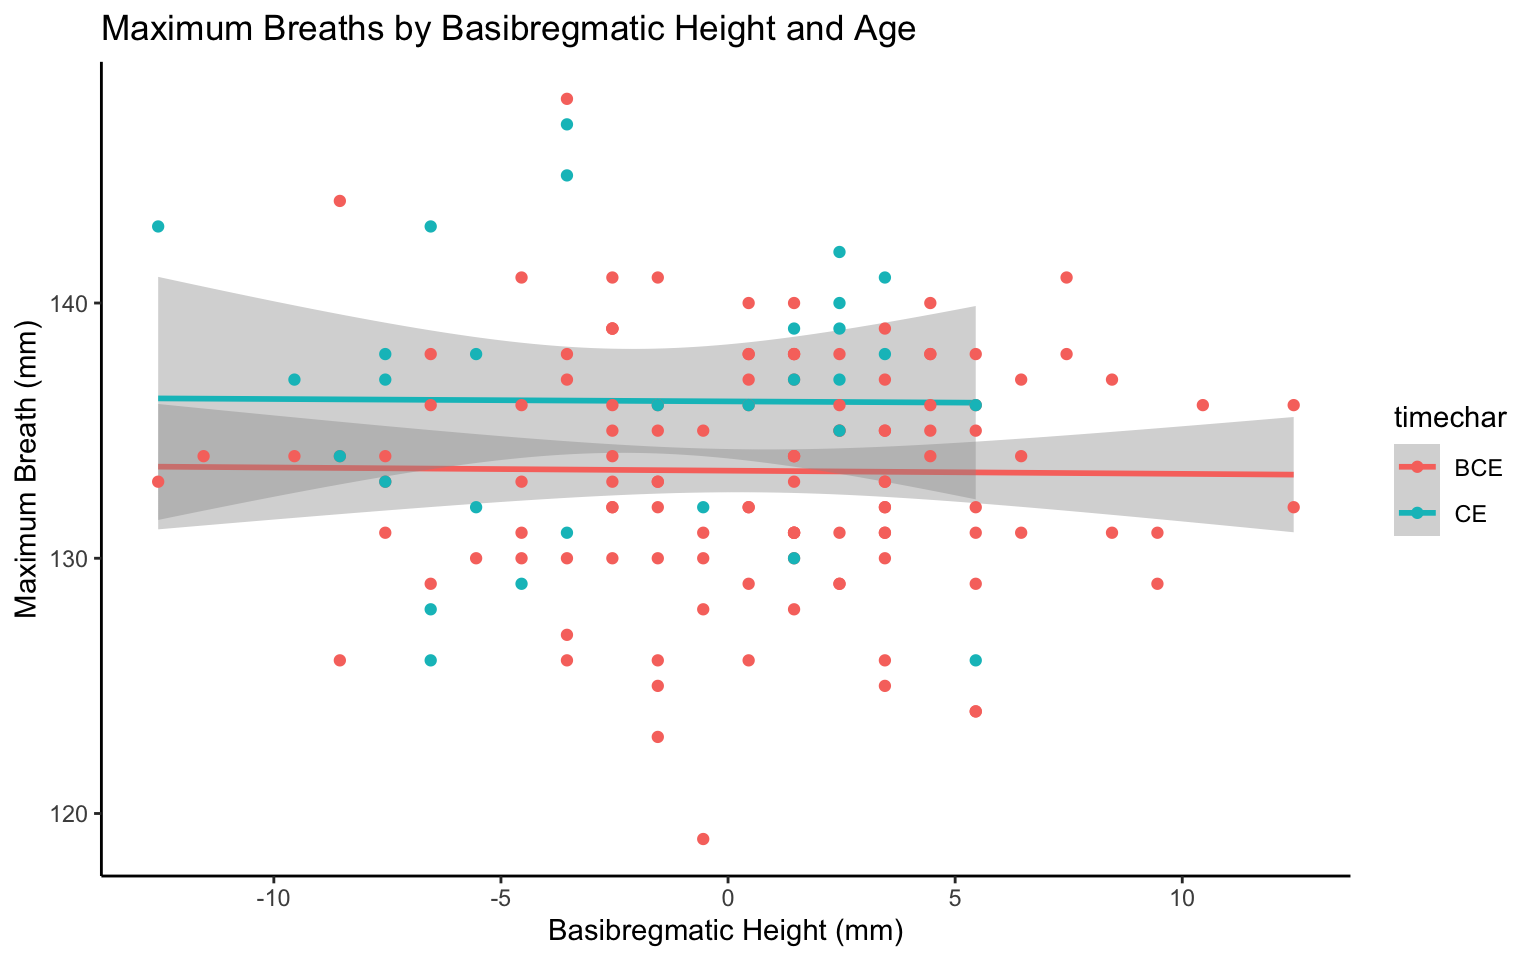 Maximum Breaths by Basibregmatic Height and Age
Maximum Breath (mm)
140
130
120
-10
-5
0
5
10
Basibregmatic Height (mm)
timechar
BCE
CE